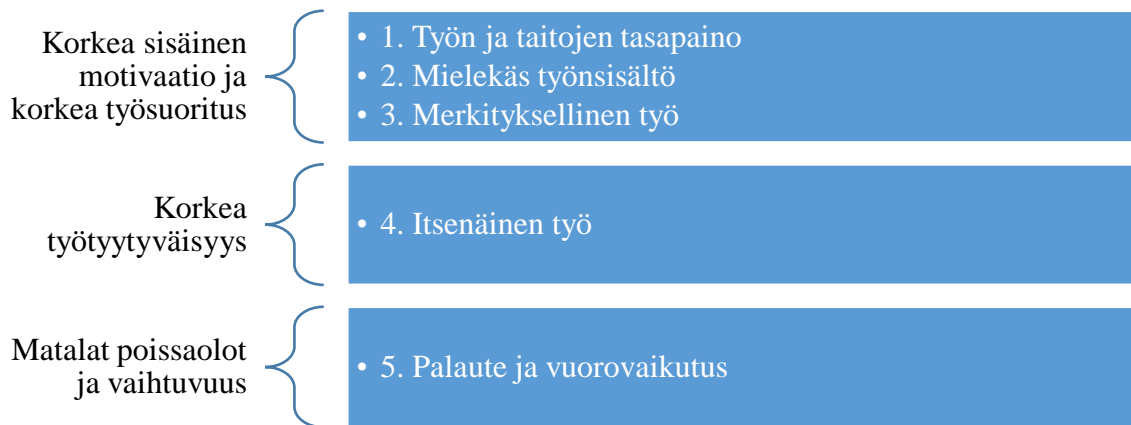 Korkea sisäinen
motivaatio ja
korkea työsuoritus
• 1. Työn ja taitojen tasapaino
• 2. Mielekäs työnsisältö
• 3. Merkityksellinen työ
Korkea
työtyytyväisyys
• 4. Itsenäinen työ
Matalat poissaolot
ja vaihtuvuus
• 5. Palaute ja vuorovaikutus